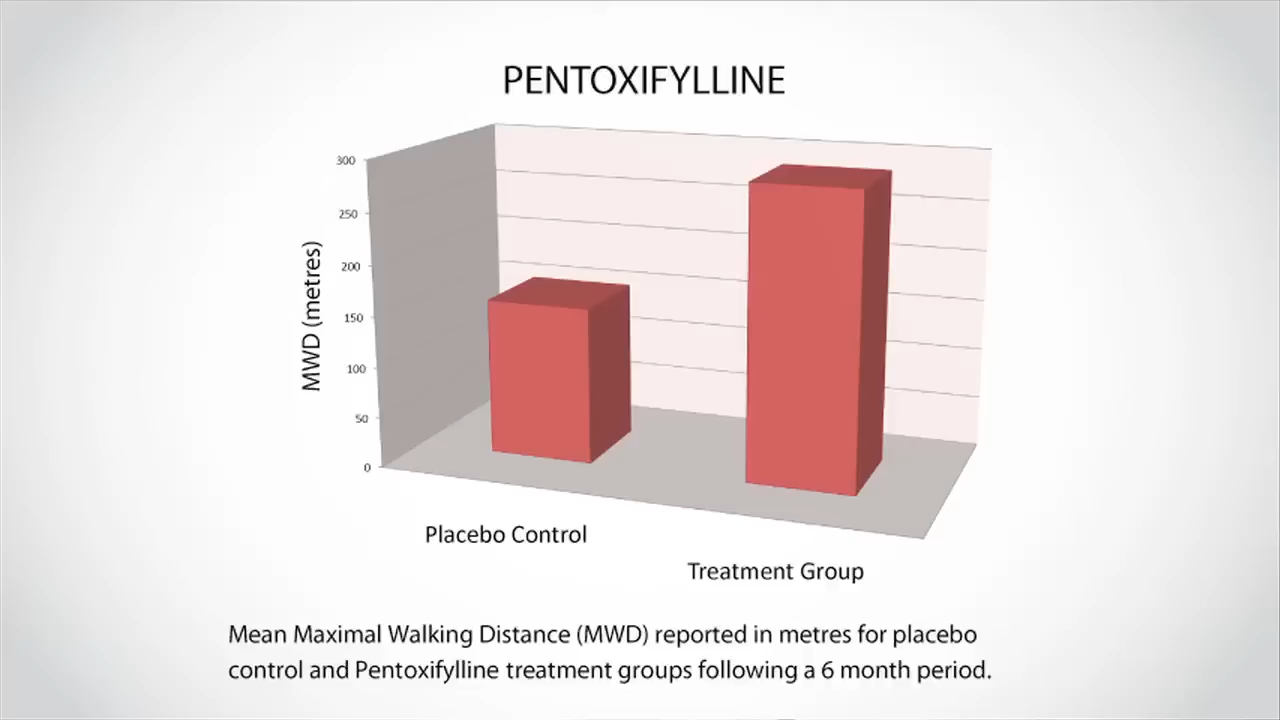 PENTOXIFYLLINE
300
250
200
150
100
50
0
MWD (metres)
Placebo Control
Treatment Group
Mean Maximal Walking Distance (MWD) reported in metres for placebo
control and Pentoxifylline treatment groups following a 6 month period.